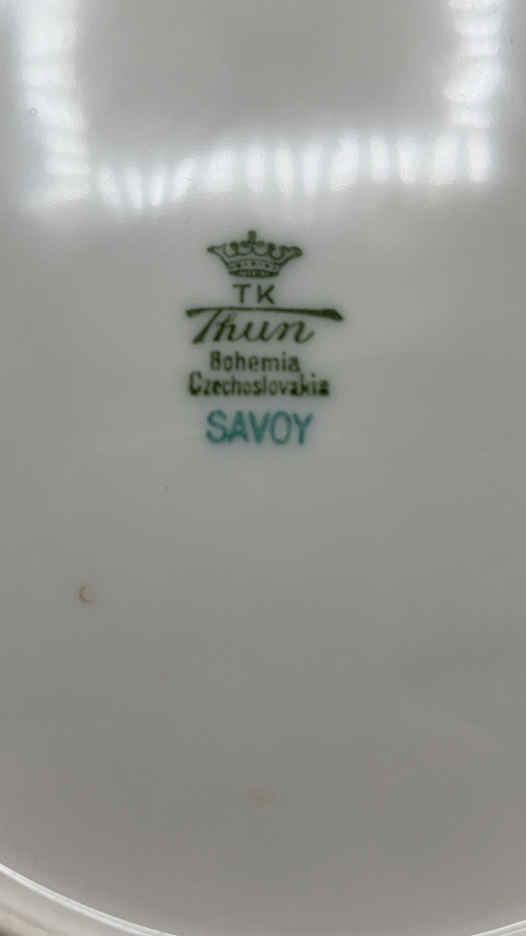 TK
Thun
Bohemia
Czechoslovakia
SAVOY